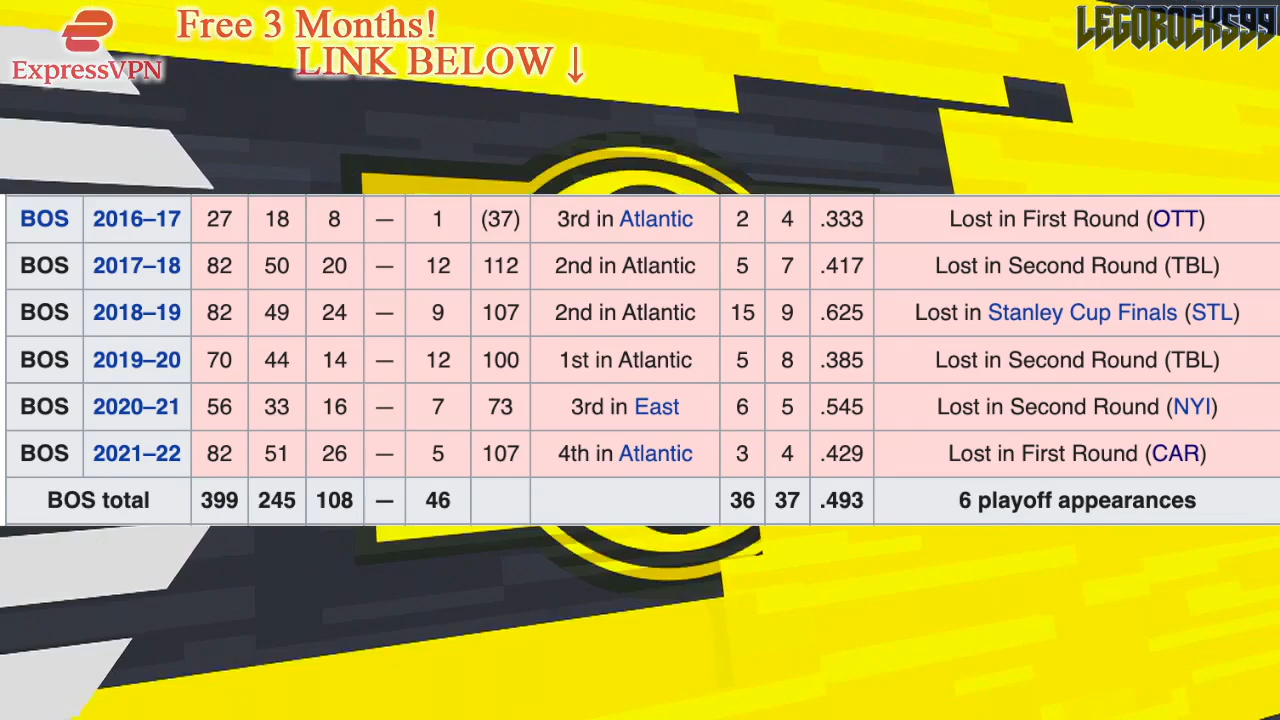 Free 3 Months!
LINK BELOW ↓
ExpressVPN
LEGOROCKS99
BOS 2016–17 27 18 8 — 1 (37) 3rd in Atlantic 2 4 .333 Lost in First Round (OTT)
BOS 2017–18 82 50 20 — 12 112 2nd in Atlantic 5 7 .417 Lost in Second Round (TBL)
BOS 2018–19 82 49 24 — 9 107 2nd in Atlantic 15 9 .625 Lost in Stanley Cup Finals (STL)
BOS 2019–20 70 44 14 — 12 100 1st in Atlantic 5 8 .385 Lost in Second Round (TBL)
BOS 2020–21 56 33 16 — 7 73 3rd in East 6 5 .545 Lost in Second Round (NYI)
BOS 2021–22 82 51 26 — 5 107 4th in Atlantic 3 4 .429 Lost in First Round (CAR)
BOS total 399 245 108 — 46 36 37 .493 6 playoff appearances